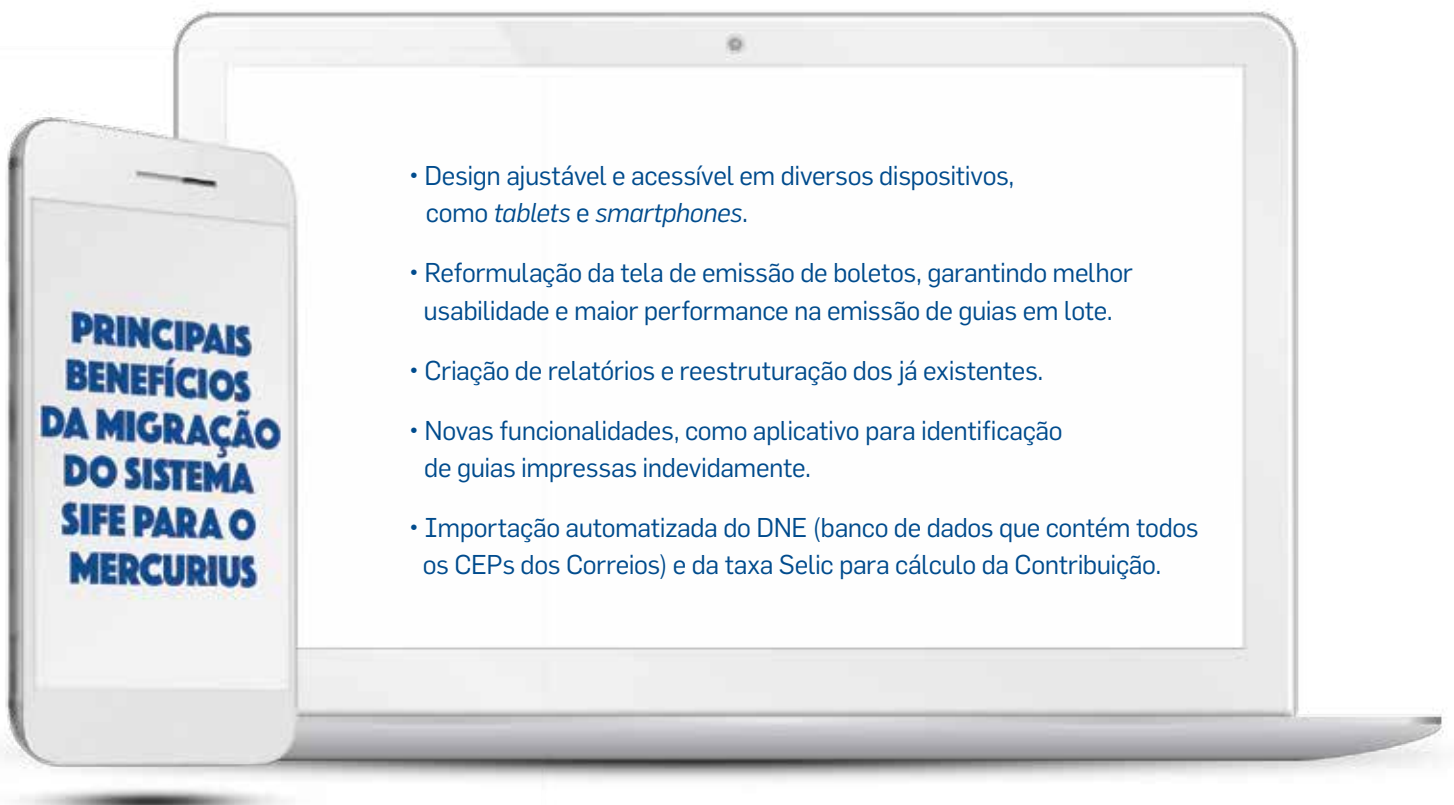 PRINCIPAIS
BENEFÍCIOS
DA MIGRAÇÃO
DO SISTEMA
SIFE PARA O
MERCURIUS
• Design ajustável e acessível em diversos dispositivos,
como tablets e smartphones.
• Reformulação da tela de emissão de boletos, garantindo melhor
usabilidade e maior performance na emissão de guias em lote.
• Criação de relatórios e reestruturação dos já existentes.
• Novas funcionalidades, como aplicativo para identificação
de guias impressas indevidamente.
• Importação automatizada do DNE (banco de dados que contém todos
os CEPs dos Correios) e da taxa Selic para cálculo da Contribuição.